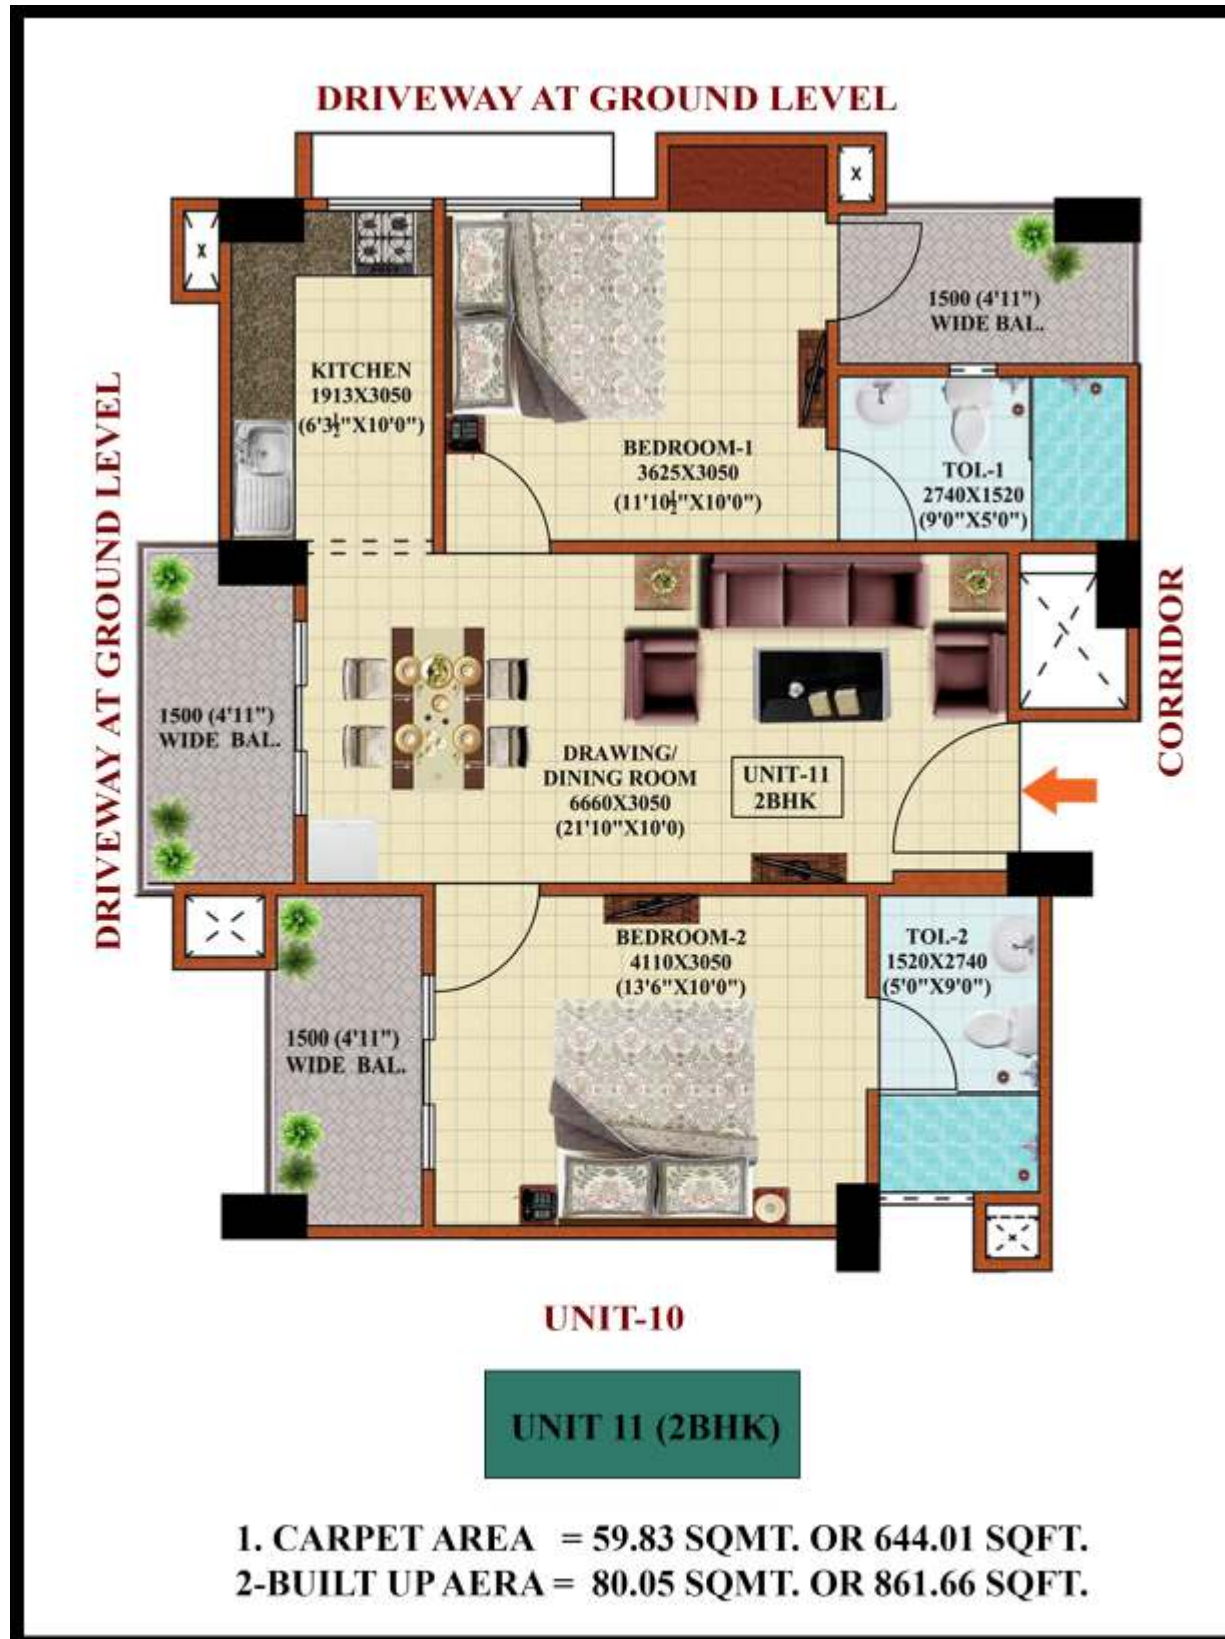 DRIVEWAY AT GROUND LEVEL
X
X
1500 (4'11")
WIDE BAL.
KITCHEN
1913X3050
(6'3½"X10'0")
BEDROOM-1
3625X3050
(11'10½"X10'0")
TOL-1
2740X1520
(9'0"X5'0")
DRIVEWAY AT GROUND LEVEL
CORRIDOR
1500 (4'11")
WIDE BAL.
DRAWING/
DINING ROOM
6660X3050
(21'10"X10'0)
UNIT-11
2BHK
BEDROOM-2
4110X3050
(13'6"X10'0")
TOL-2
1520X2740
(5'0"X9'0")
1500 (4'11")
WIDE BAL.
UNIT-10
UNIT 11 (2BHK)
1. CARPET AREA = 59.83 SQMT. OR 644.01 SQFT.
2-BUILT UP AERA = 80.05 SQMT. OR 861.66 SQFT.